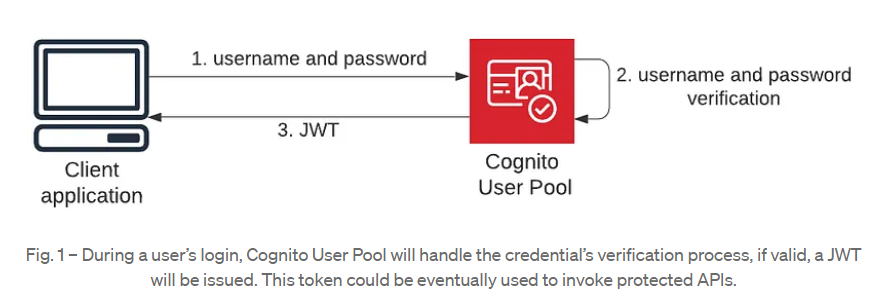 1. username and password
2. username and password
verification
3. JWT
Client
application
Cognito
User Pool
Fig. 1 – During a user’s login, Cognito User Pool will handle the credential’s verification process, if valid, a JWT
will be issued. This token could be eventually used to invoke protected APIs.